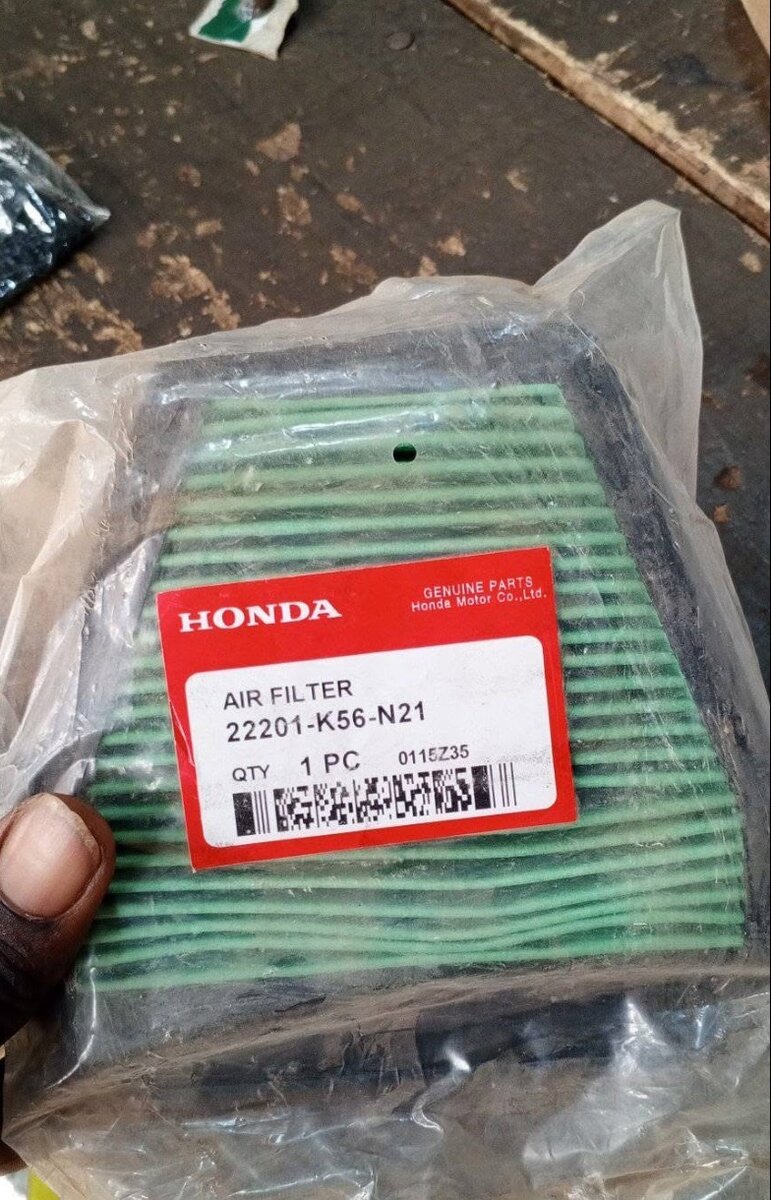 HONDA
GENUINE PARTS
Honda Motor Co.,Ltd.
AIR FILTER
22201-K56-N21
QTY 1 PC 0115Z35